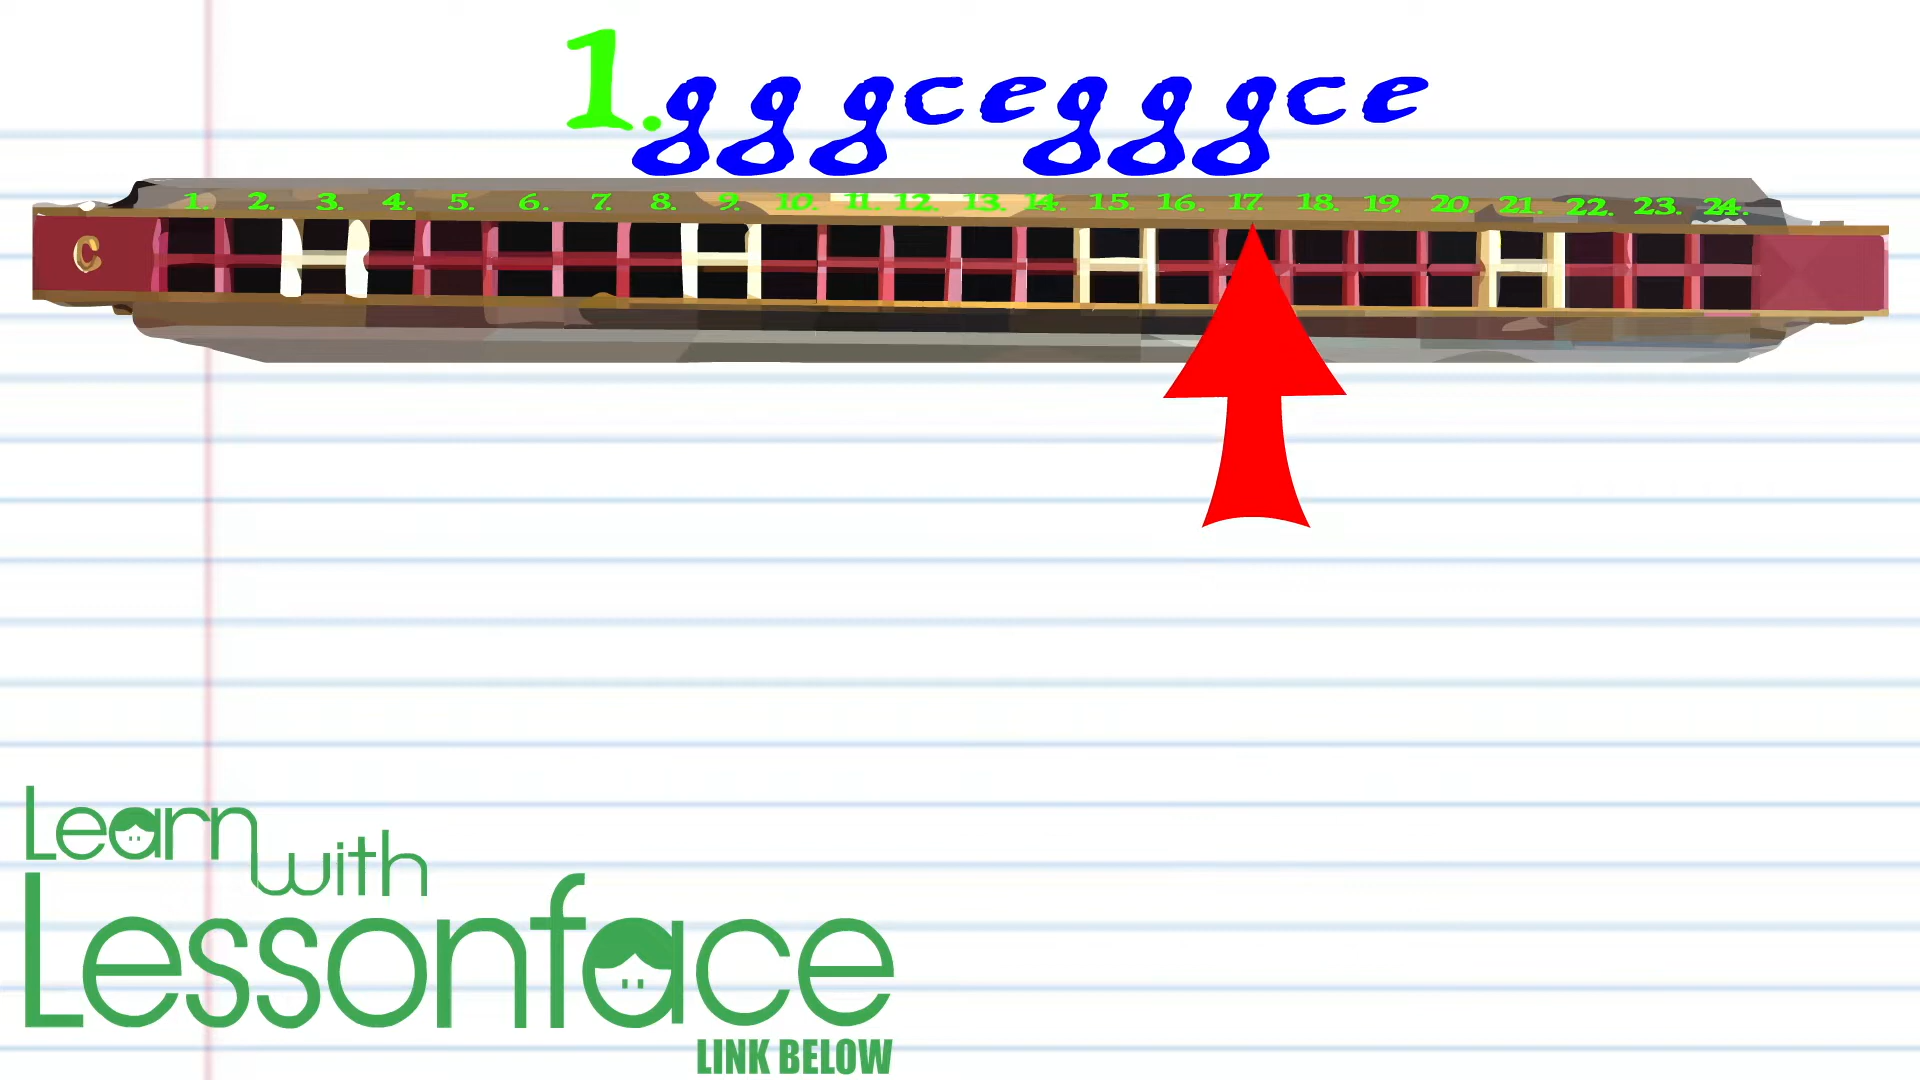 1. g g g c e g g g c e
1. 2. 3. 4. 5. 6. 7. 8. 9. 10. 11. 12. 13. 14. 15. 16. 17. 18. 19. 20. 21. 22. 23. 24.
C
Learn with
Lessonface
LINK BELOW